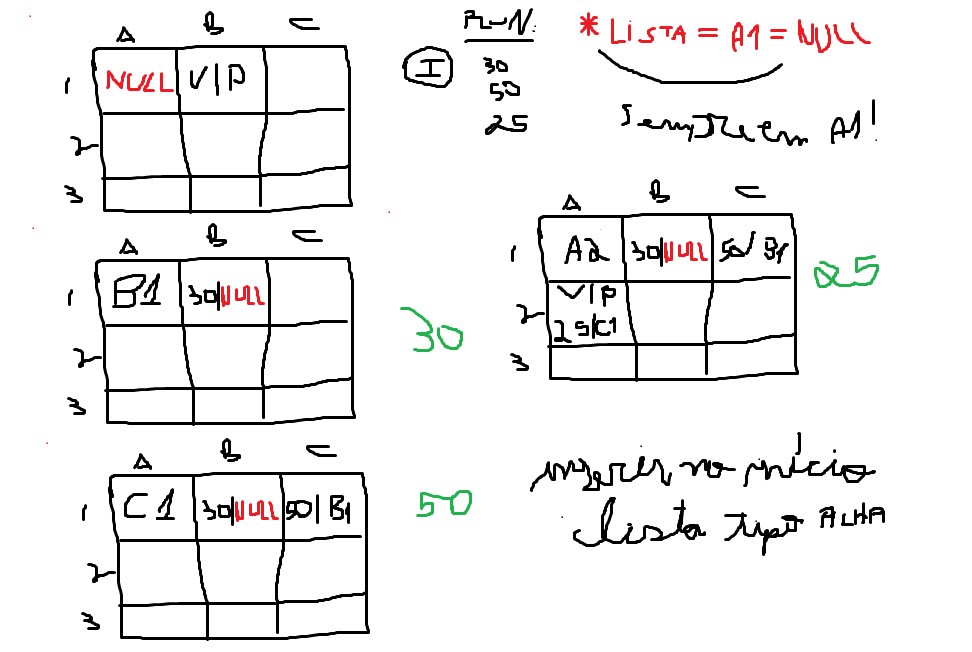 A B C
1 NULL V|P
2
3
I
30
50
25
* LISTA = A1 = NULL
Sempre em A1!
A B C
1 B1 30|NULL
2
3
30
A B C
1 C1 30|NULL 50|B1
2
3
50
A B C
1 A2 30|NULL 50/B1
2 V|P
25|C1
3
25
inserir no início
lista tipo